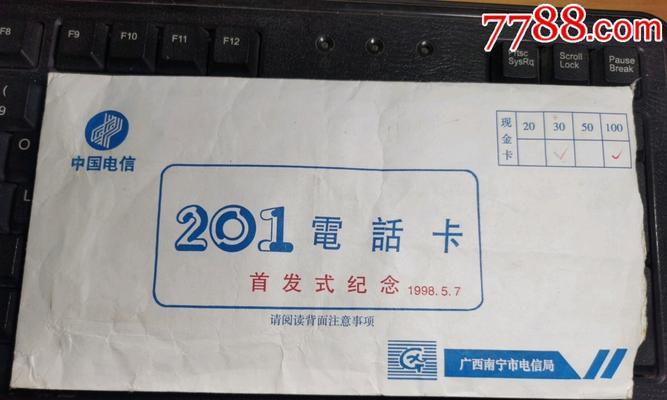 7788.com
F8 F9 F10 F11 F12
PrtSc
SysRq
Scroll
Lock
Pause
Break
中国电信
现金卡 20 30 50 100
201電話卡
首发式纪念 1998.5.7
请阅读背面注意事项
广西南宁市电信局